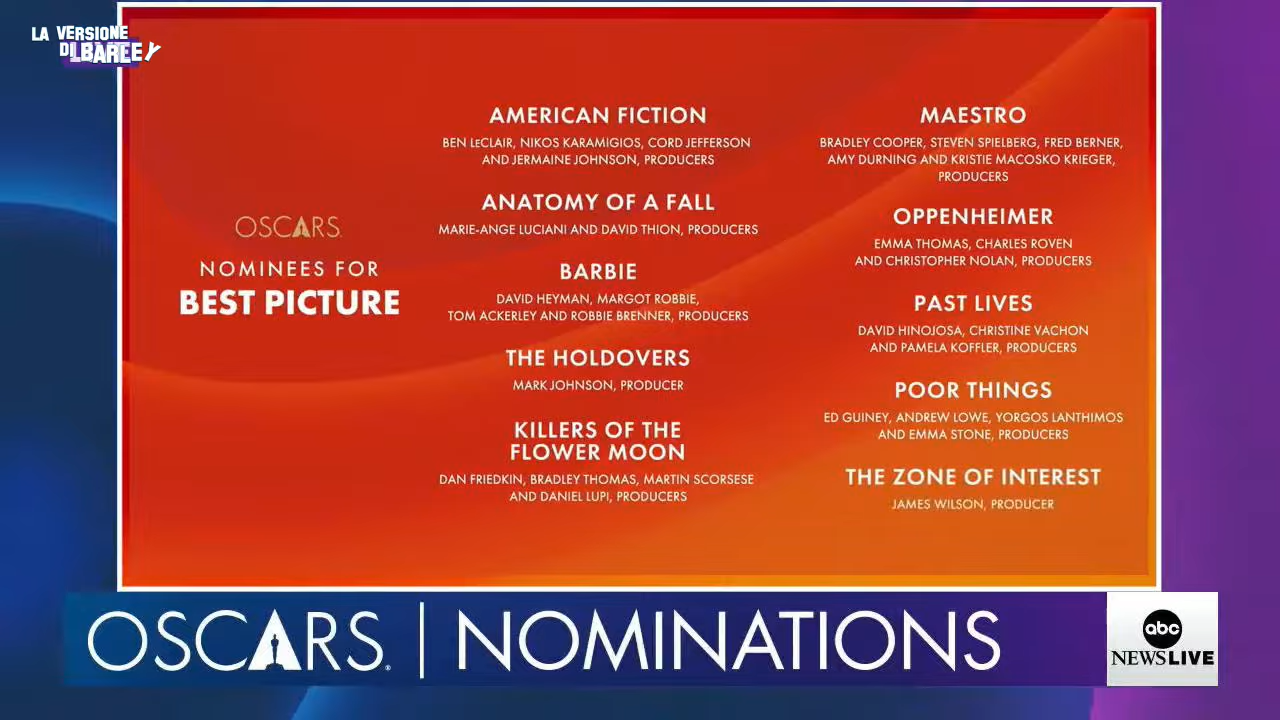 LA VERSIONE
DI BARLEY
OSCARS
NOMINEES FOR
BEST PICTURE
AMERICAN FICTION
BEN LeCLAIR, NIKOS KARAMIGIOS, CORD JEFFERSON
AND JERMAINE JOHNSON, PRODUCERS
ANATOMY OF A FALL
MARIE-ANGE LUCIANI AND DAVID THION, PRODUCERS
BARBIE
DAVID HEYMAN, MARGOT ROBBIE,
TOM ACKERLEY AND ROBBIE BRENNER, PRODUCERS
THE HOLDOVERS
MARK JOHNSON, PRODUCER
KILLERS OF THE
FLOWER MOON
DAN FRIEDKIN, BRADLEY THOMAS, MARTIN SCORSESE
AND DANIEL LUPI, PRODUCERS
MAESTRO
BRADLEY COOPER, STEVEN SPIELBERG, FRED BERNER,
AMY DURNING AND KRISTIE MACOSKO KRIEGER,
PRODUCERS
OPPENHEIMER
EMMA THOMAS, CHARLES ROVEN
AND CHRISTOPHER NOLAN, PRODUCERS
PAST LIVES
DAVID HINOJOSA, CHRISTINE VACHON
AND PAMELA KOFFLER, PRODUCERS
POOR THINGS
ED GUINEY, ANDREW LOWE, YORGOS LANTHIMOS
AND EMMA STONE, PRODUCERS
THE ZONE OF INTEREST
JAMES WILSON, PRODUCER
OSCARS® | NOMINATIONS
abc
NEWS LIVE